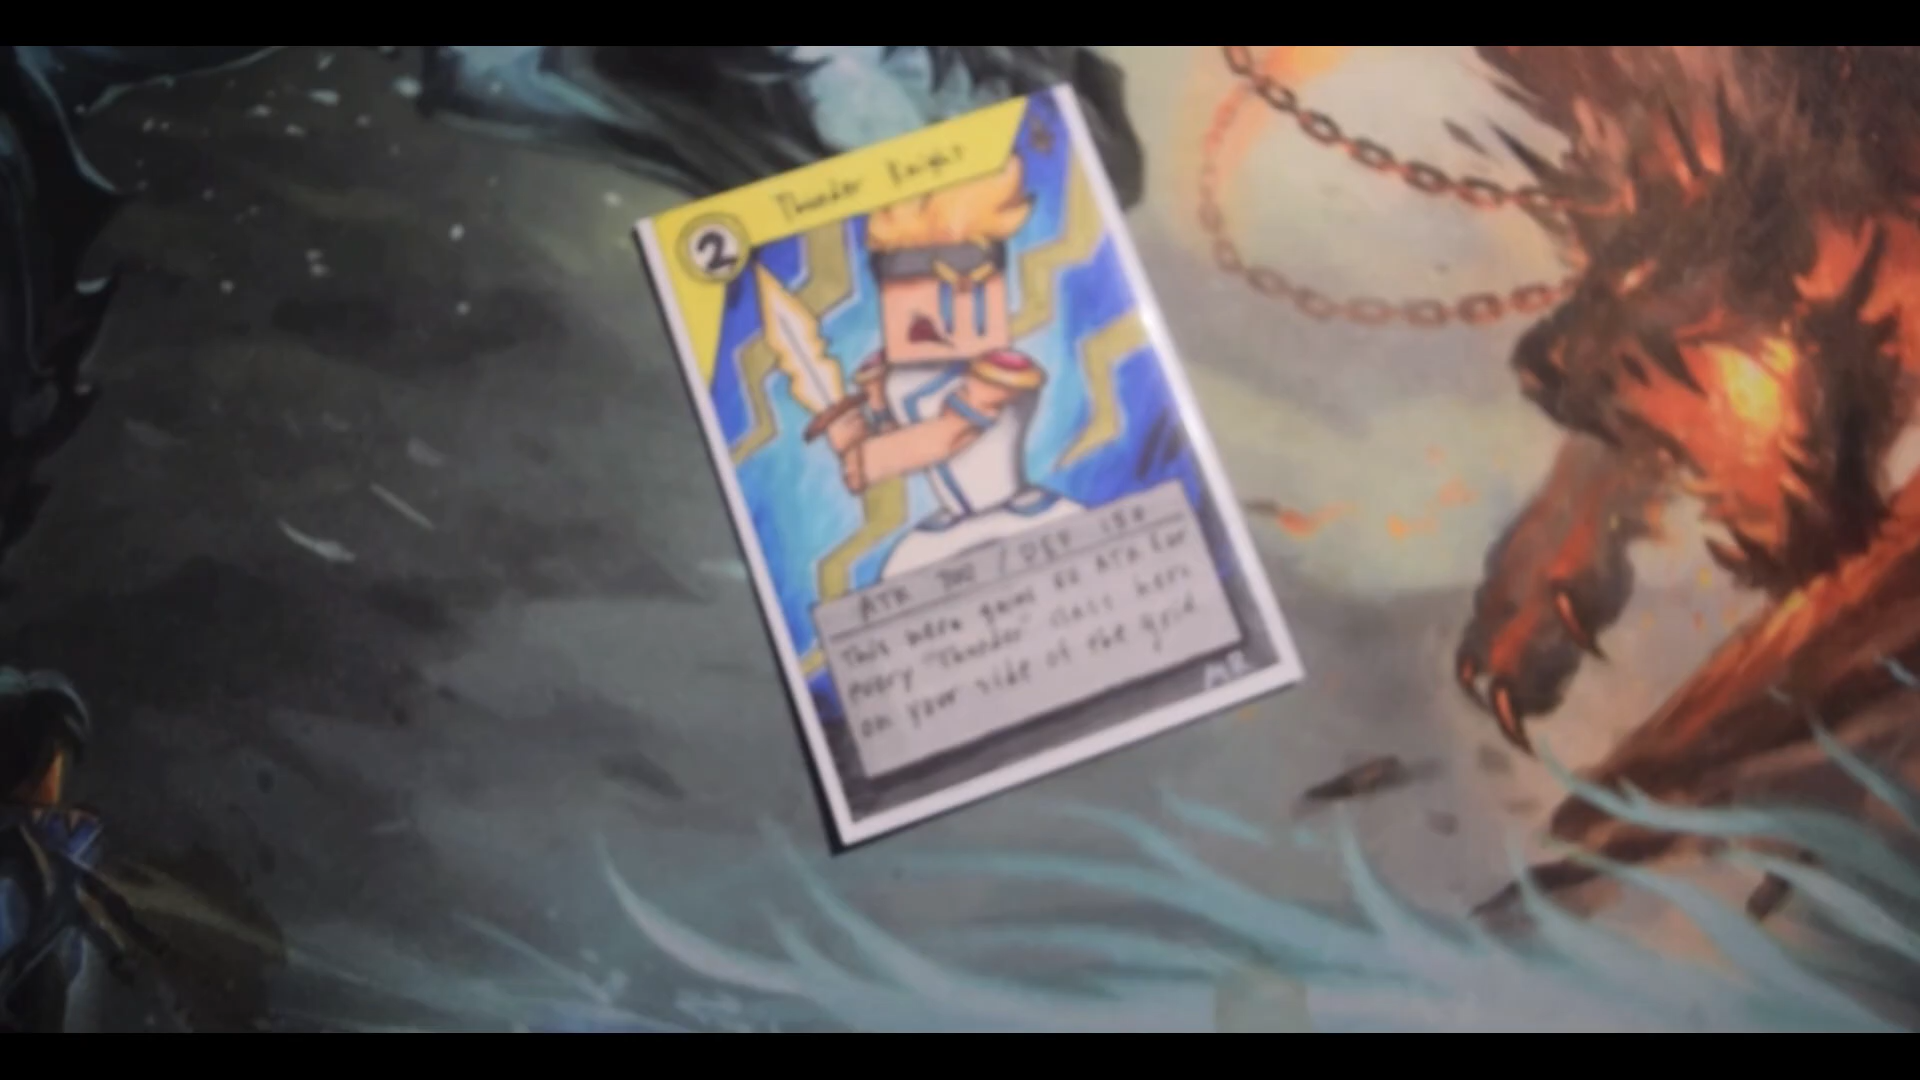 Thunder Knight
2
ATK / DEF 150
This hero gains 50 ATK for
every "Thunder" class hero
on your side of the grid.
MR